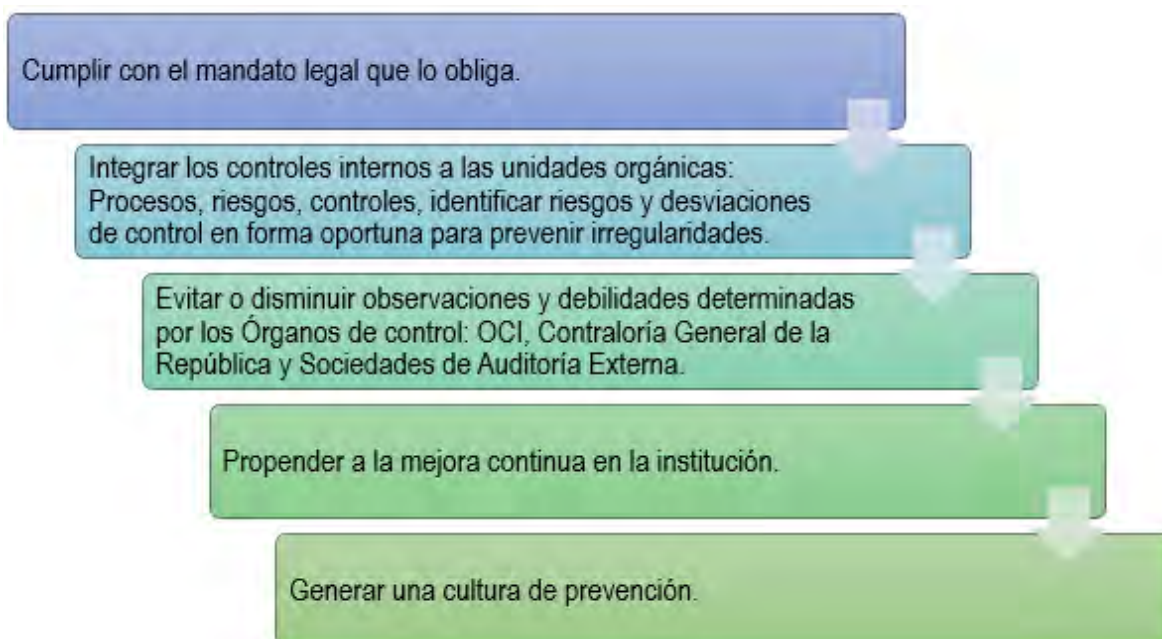 Cumplir con el mandato legal que lo obliga.
Integrar los controles internos a las unidades orgánicas:
Procesos, riesgos, controles, identificar riesgos y desviaciones
de control en forma oportuna para prevenir irregularidades.
Evitar o disminuir observaciones y debilidades determinadas
por los Órganos de control: OCI, Contraloría General de la
República y Sociedades de Auditoría Externa.
Propender a la mejora continua en la institución.
Generar una cultura de prevención.